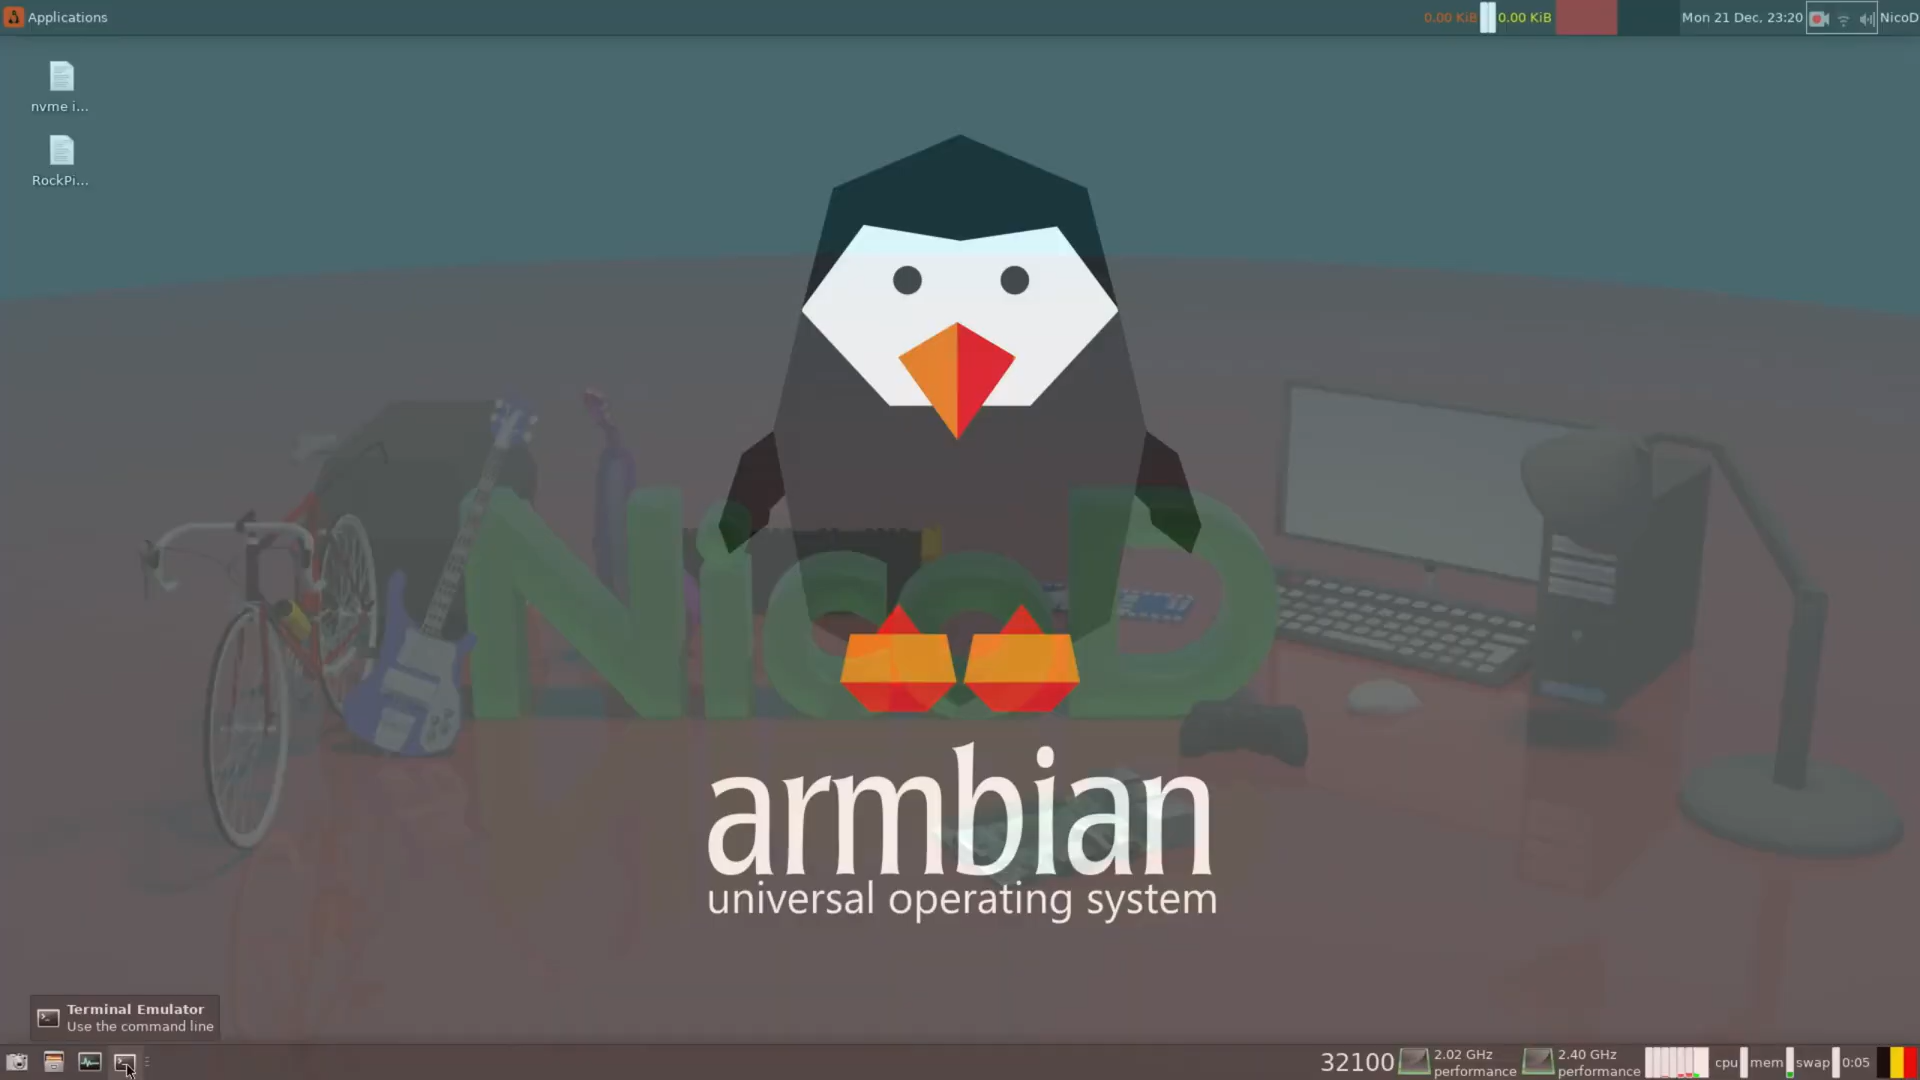 Applications
0.00 KiB
0.00 KiB
Mon 21 Dec, 23:20
NicoD
nvme i...
RockPi...
NicoD
armbian
universal operating system
Terminal Emulator
Use the command line
32100
2.02 GHz
performance
2.40 GHz
performance
cpu
mem
swap
0:05